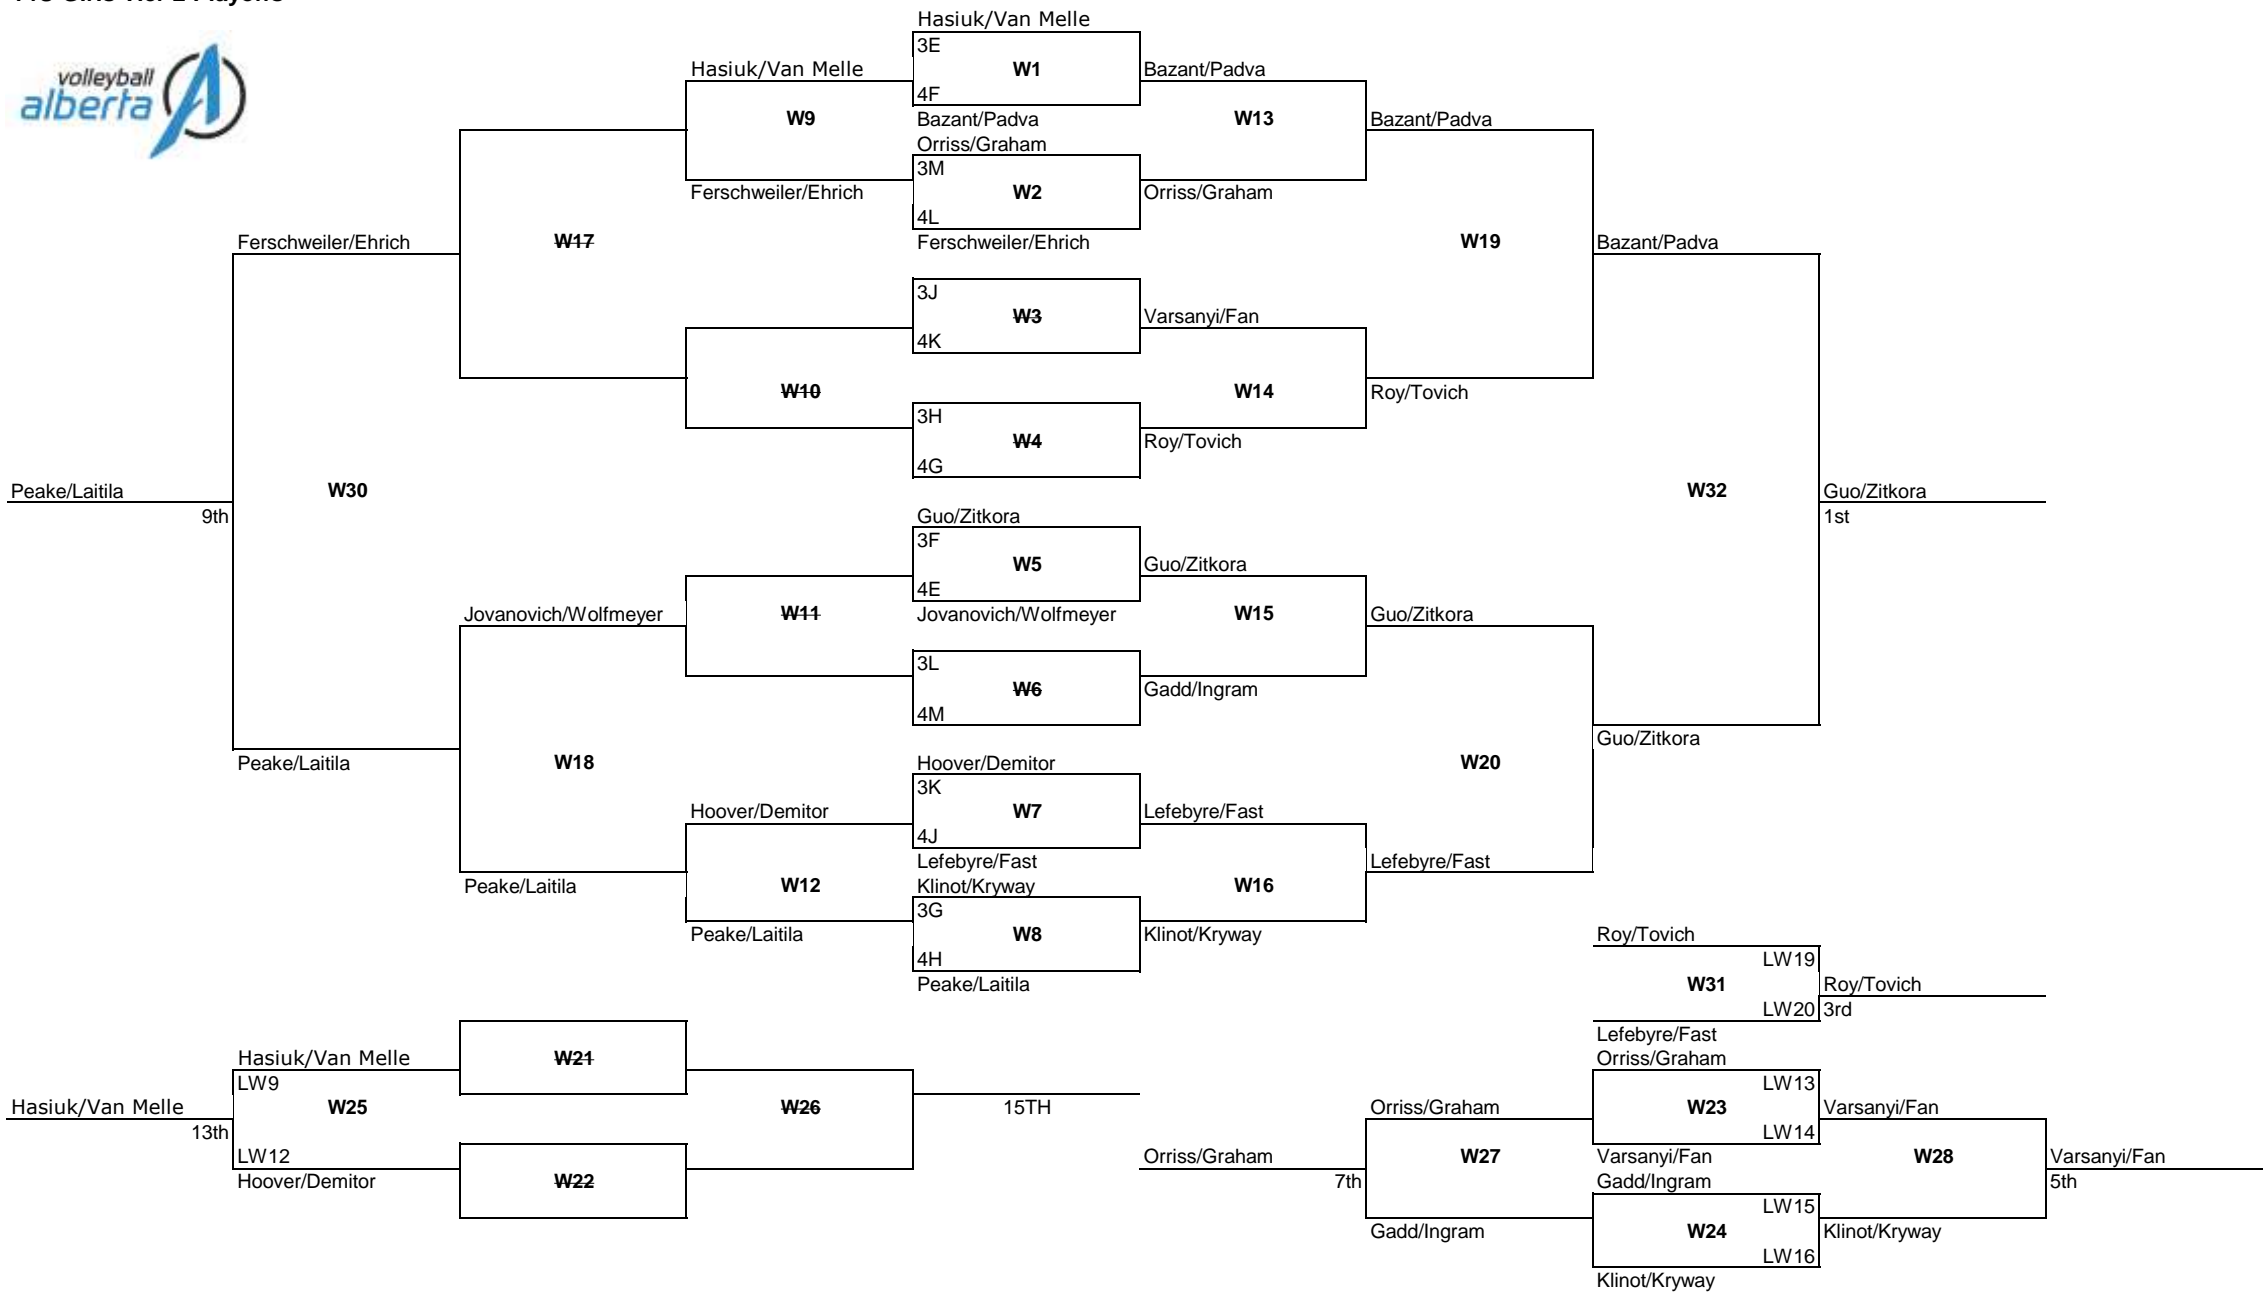 volleyball
alberta
Hasiuk/Van Melle
3E
Hasiuk/Van Melle
W1
Bazant/Padva
4F
W9
Bazant/Padva
W13
Bazant/Padva
Orriss/Graham
3M
Ferschweiler/Ehrich
W2
Orriss/Graham
4L
Ferschweiler/Ehrich
W17
Ferschweiler/Ehrich
W19
Bazant/Padva
3J
W3
Varsanyi/Fan
4K
W10
W14
Roy/Tovich
3H
W4
Roy/Tovich
4G
Peake/Laitila
W30
W32
Guo/Zitkora
9th
Guo/Zitkora
1st
3F
W5
Guo/Zitkora
4E
Jovanovich/Wolfmeyer
W11
Jovanovich/Wolfmeyer
W15
Guo/Zitkora
3L
W6
Gadd/Ingram
4M
Guo/Zitkora
Peake/Laitila
W18
Hoover/Demitor
W20
3K
Hoover/Demitor
W7
Lefebyre/Fast
4J
Lefebyre/Fast
Lefebyre/Fast
Peake/Laitila
W12
Klinot/Kryway
W16
3G
Peake/Laitila
W8
Klinot/Kryway
Roy/Tovich
4H
LW19
Peake/Laitila
W31
Roy/Tovich
LW20
3rd
Lefebyre/Fast
Hasiuk/Van Melle
W21
Orriss/Graham
LW9
LW13
Hasiuk/Van Melle
W25
W26
15TH
Orriss/Graham
W23
Varsanyi/Fan
13th
LW14
LW12
Orriss/Graham
W27
Varsanyi/Fan
W28
Varsanyi/Fan
Hoover/Demitor
W22
7th
Gadd/Ingram
5th
LW15
Gadd/Ingram
W24
Klinot/Kryway
LW16
Klinot/Kryway